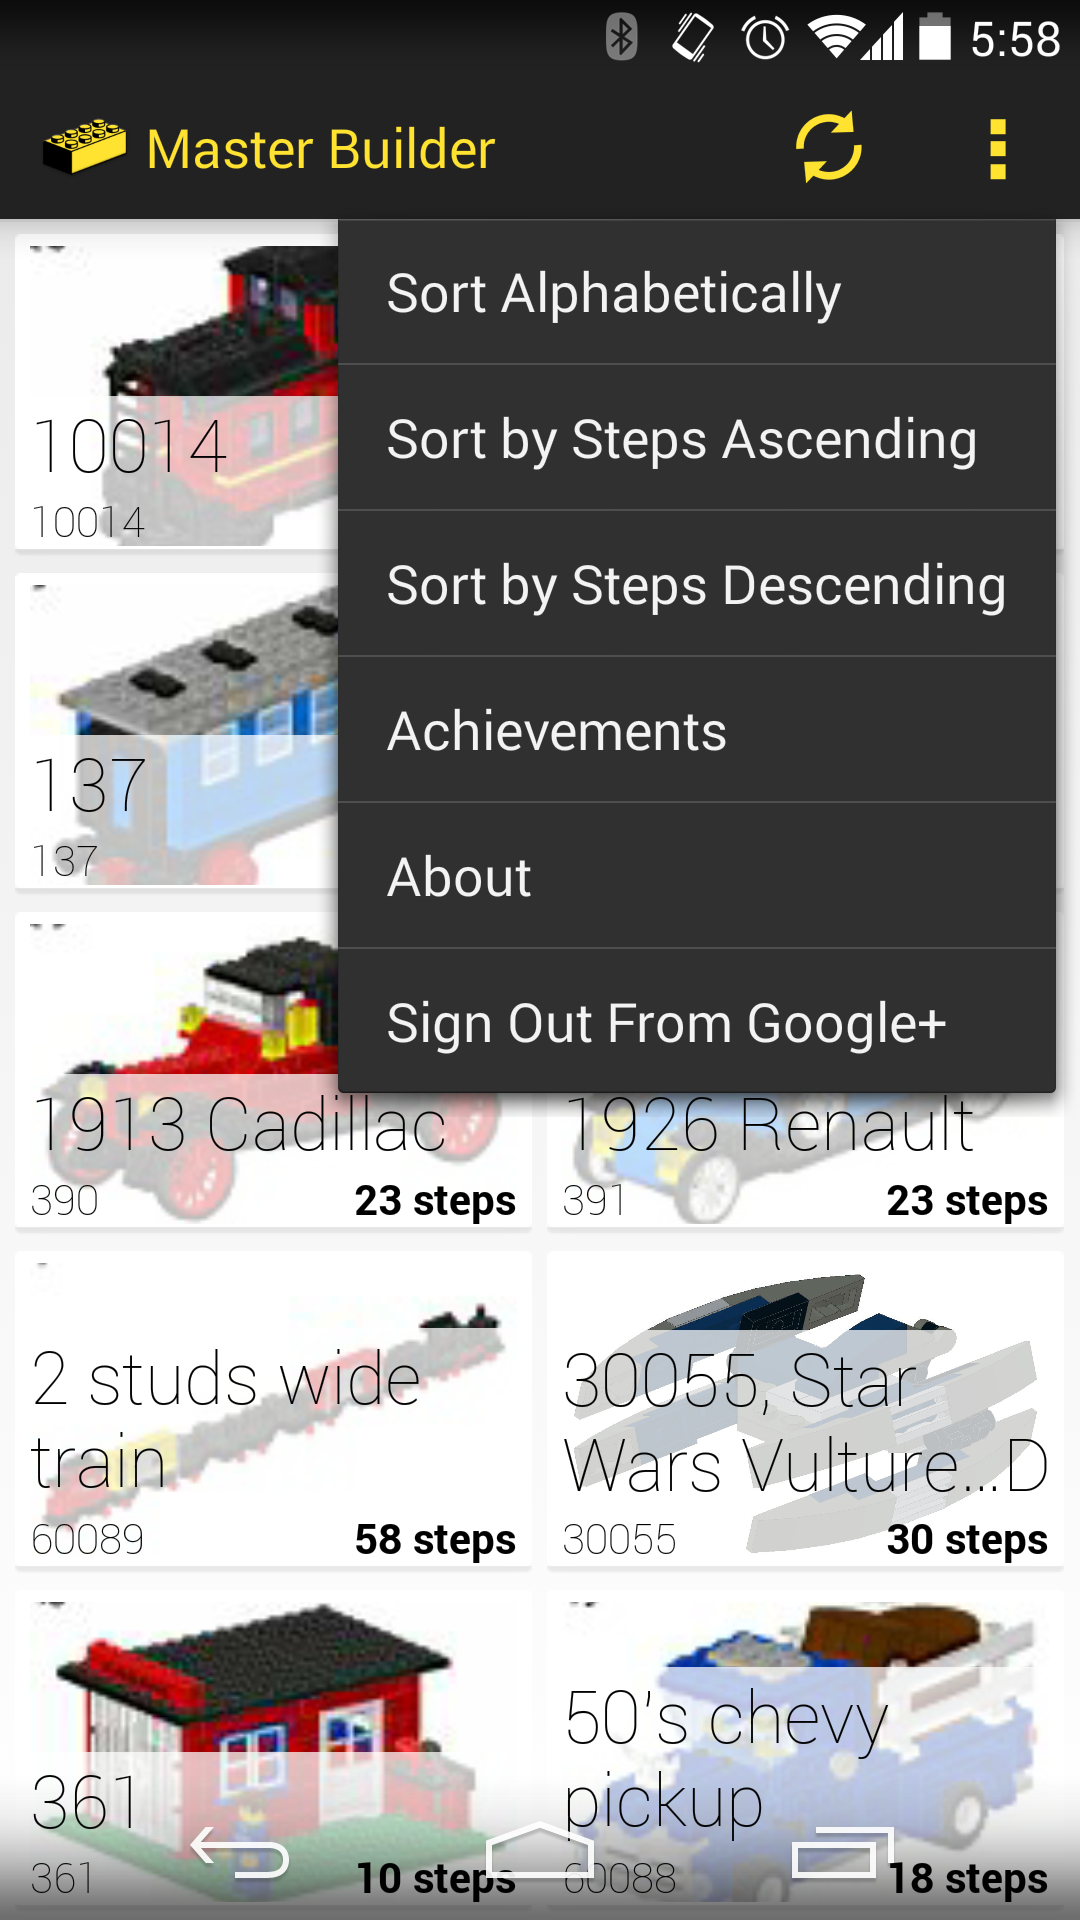 5:58
Master Builder
Sort Alphabetically
Sort by Steps Ascending
Sort by Steps Descending
Achievements
About
Sign Out From Google+
10014
10014
137
137
1913 Cadillac
390 23 steps
1926 Renault
391 23 steps
2 studs wide
train
60089 58 steps
30055, Star
Wars Vulture...D
30055 30 steps
361
361 10 steps
50's chevy
pickup
60088 18 steps